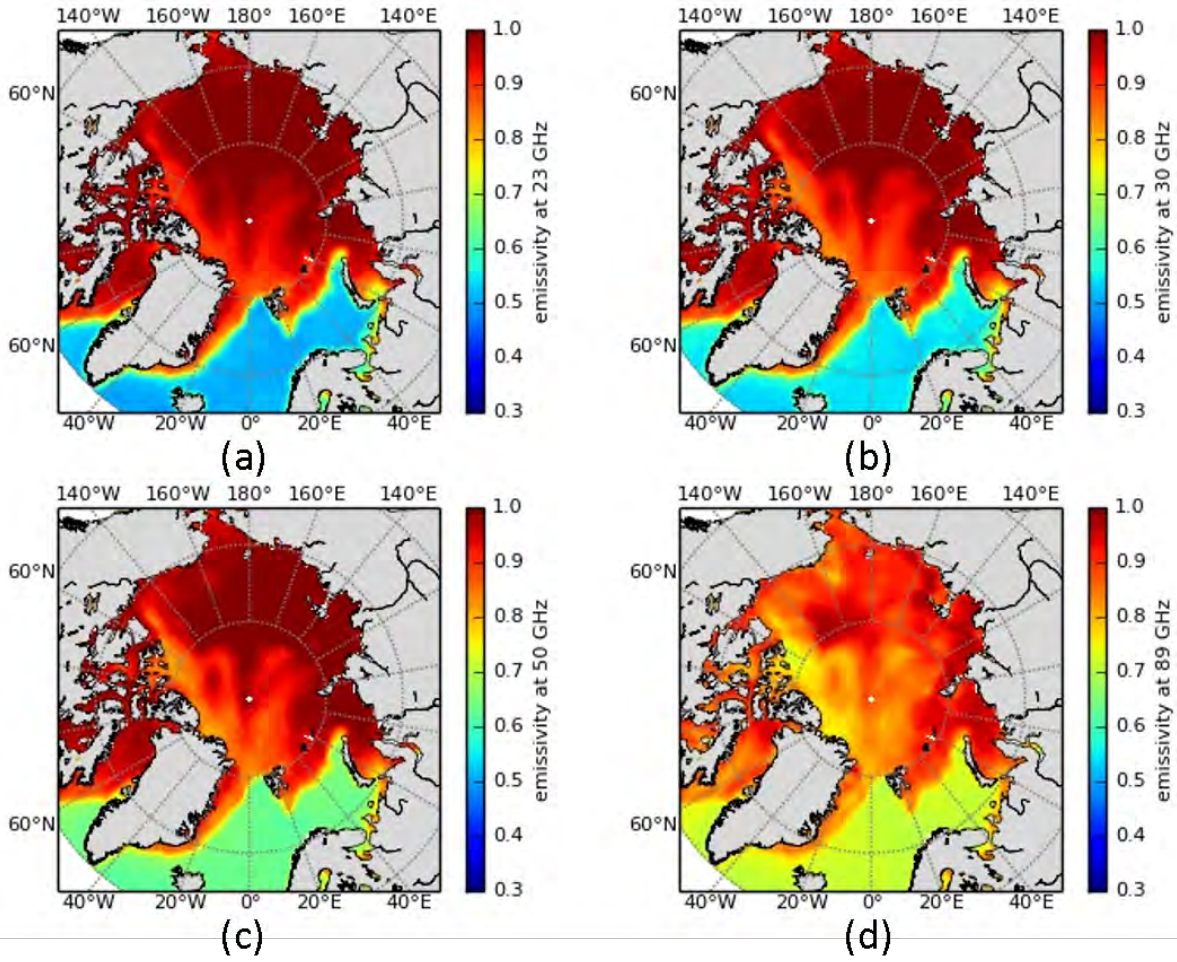 140°W 160°W 180° 160°E 140°E
60°N
60°N
40°W 20°W 0° 20°E 40°E
1.0
0.9
0.8
0.7
0.6
0.5
0.4
0.3
emissivity at 23 GHz
(a)
140°W 160°W 180° 160°E 140°E
60°N
60°N
40°W 20°W 0° 20°E 40°E
1.0
0.9
0.8
0.7
0.6
0.5
0.4
0.3
emissivity at 30 GHz
(b)
140°W 160°W 180° 160°E 140°E
60°N
60°N
40°W 20°W 0° 20°E 40°E
1.0
0.9
0.8
0.7
0.6
0.5
0.4
0.3
emissivity at 50 GHz
(c)
140°W 160°W 180° 160°E 140°E
60°N
60°N
40°W 20°W 0° 20°E 40°E
1.0
0.9
0.8
0.7
0.6
0.5
0.4
0.3
emissivity at 89 GHz
(d)